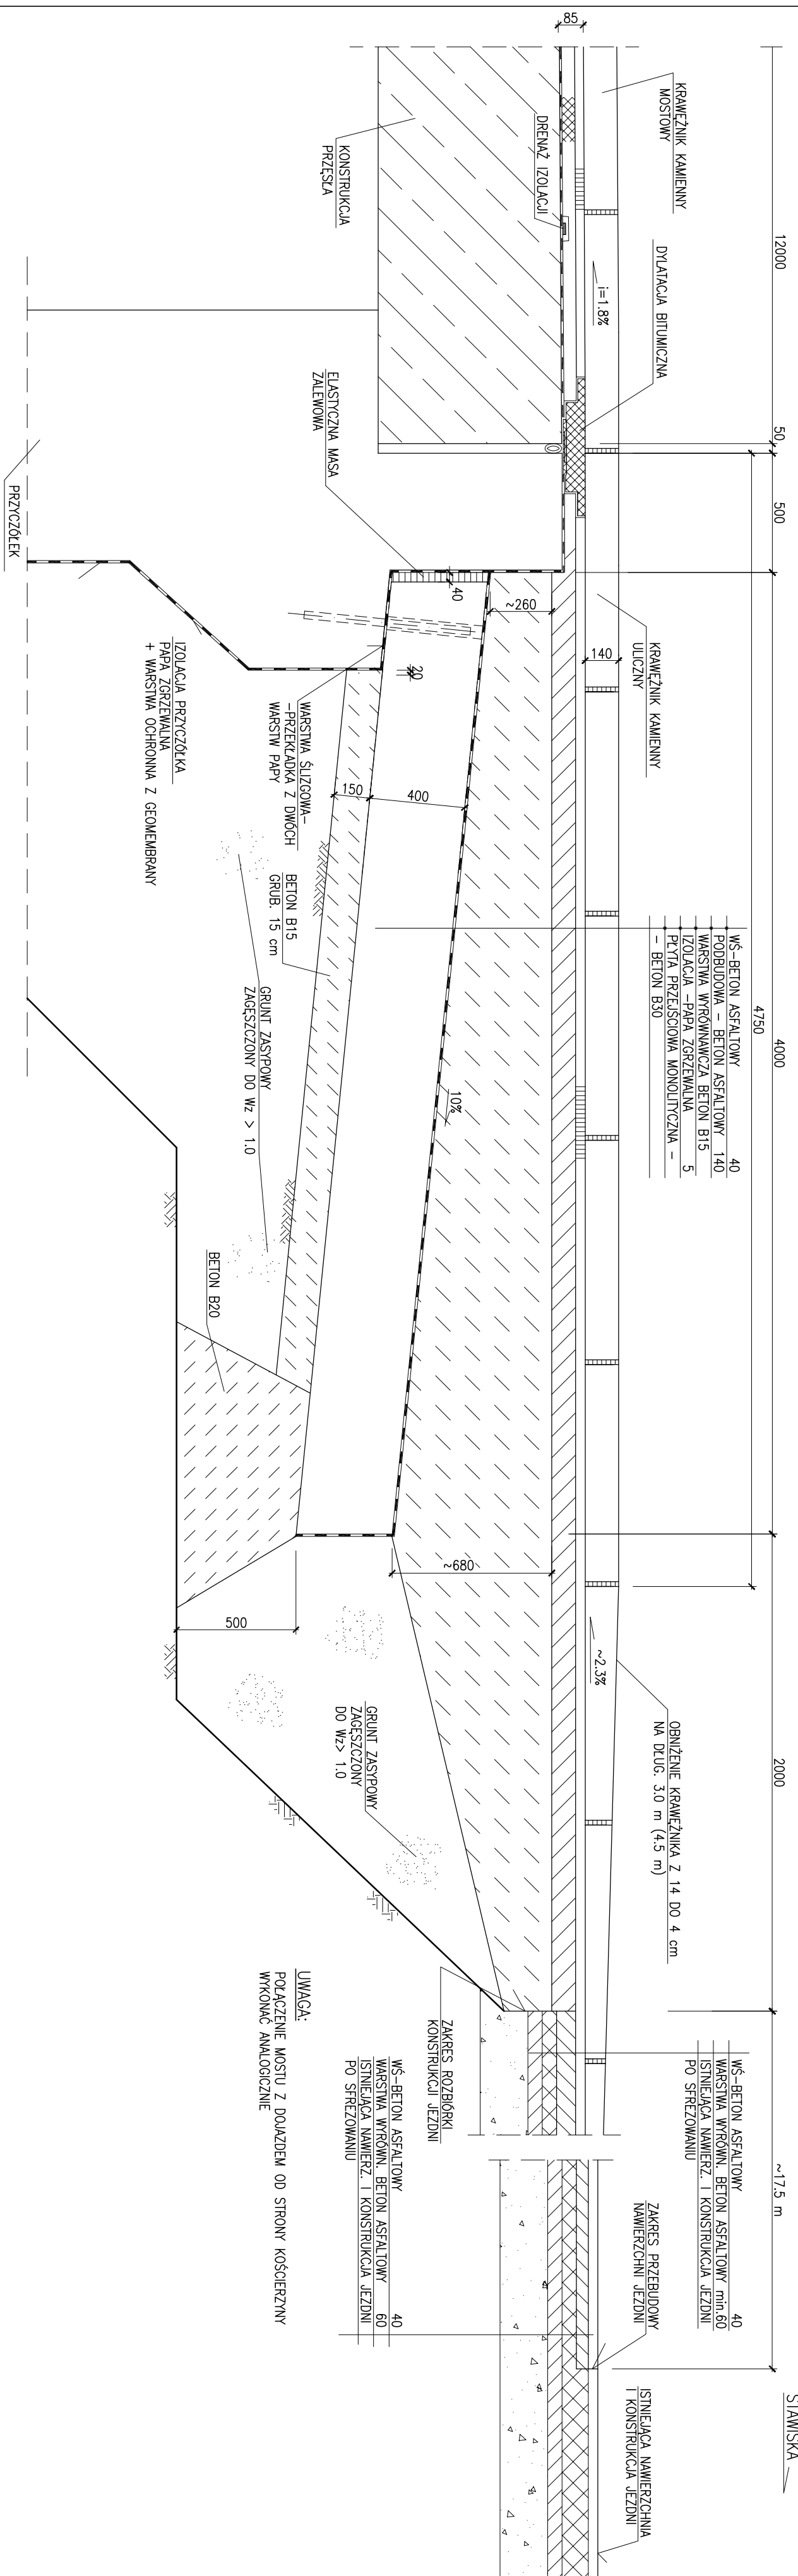 STAWISKA
12000
50
500
4000
2000
~17.5 m
4750
85
KRAWĘŻNIK KAMIENNY
MOSTOWY
DYLATACJA BITUMICZNA
DRENAŻ IZOLACJI
i=1.8%
KONSTRUKCJA
PRZĘSŁA
ELASTYCZNA MASA
ZALEWOWA
PRZYCZÓŁEK
KRAWĘŻNIK KAMIENNY
ULICZNY
140
~260
40
20
150
400
WARSTWA ŚLIZGOWA-
-PRZEKŁADKA Z DWÓCH
WARSTW PAPY
IZOLACJA PRZYCZÓŁKA
PAPA ZGRZEWALNA
+ WARSTWA OCHRONNA Z GEOMEMBRANY
WŚ-BETON ASFALTOWY 40
PODBUDOWA - BETON ASFALTOWY 140
WARSTWA WYRÓWNAWCZA BETON B15
IZOLACJA -PAPA ZGRZEWALNA 5
PŁYTA PRZEJŚCIOWA MONOLITYCZNA -
- BETON B30
10%
BETON B15
GRUB. 15 cm
GRUNT ZASYPOWY
ZAGĘSZCZONY DO Wz > 1.0
BETON B20
~680
500
~2.3%
OBNIŻENIE KRAWĘŻNIKA Z 14 DO 4 cm
NA DŁUG. 3.0 m (4.5 m)
GRUNT ZASYPOWY
ZAGĘSZCZONY
DO Wz> 1.0
ZAKRES ROZBIÓRKI
KONSTRUKCJI JEZDNI
WŚ-BETON ASFALTOWY 40
WARSTWA WYRÓWN. BETON ASFALTOWY min.60
ISTNIEJĄCA NAWIERZ. I KONSTRUKCJA JEZDNI
PO SFREZOWANIU
ZAKRES PRZEBUDOWY
NAWIERZCHNI JEZDNI
ISTNIEJĄCA NAWIERZCHNIA
I KONSTRUKCJA JEZDNI
WŚ-BETON ASFALTOWY 40
WARSTWA WYRÓWN. BETON ASFALTOWY 60
ISTNIEJĄCA NAWIERZ. I KONSTRUKCJA JEZDNI
PO SFREZOWANIU
UWAGA:
POŁĄCZENIE MOSTU Z DOJAZDEM OD STRONY KOŚCIERZYNY
WYKONAĆ ANALOGICZNIE